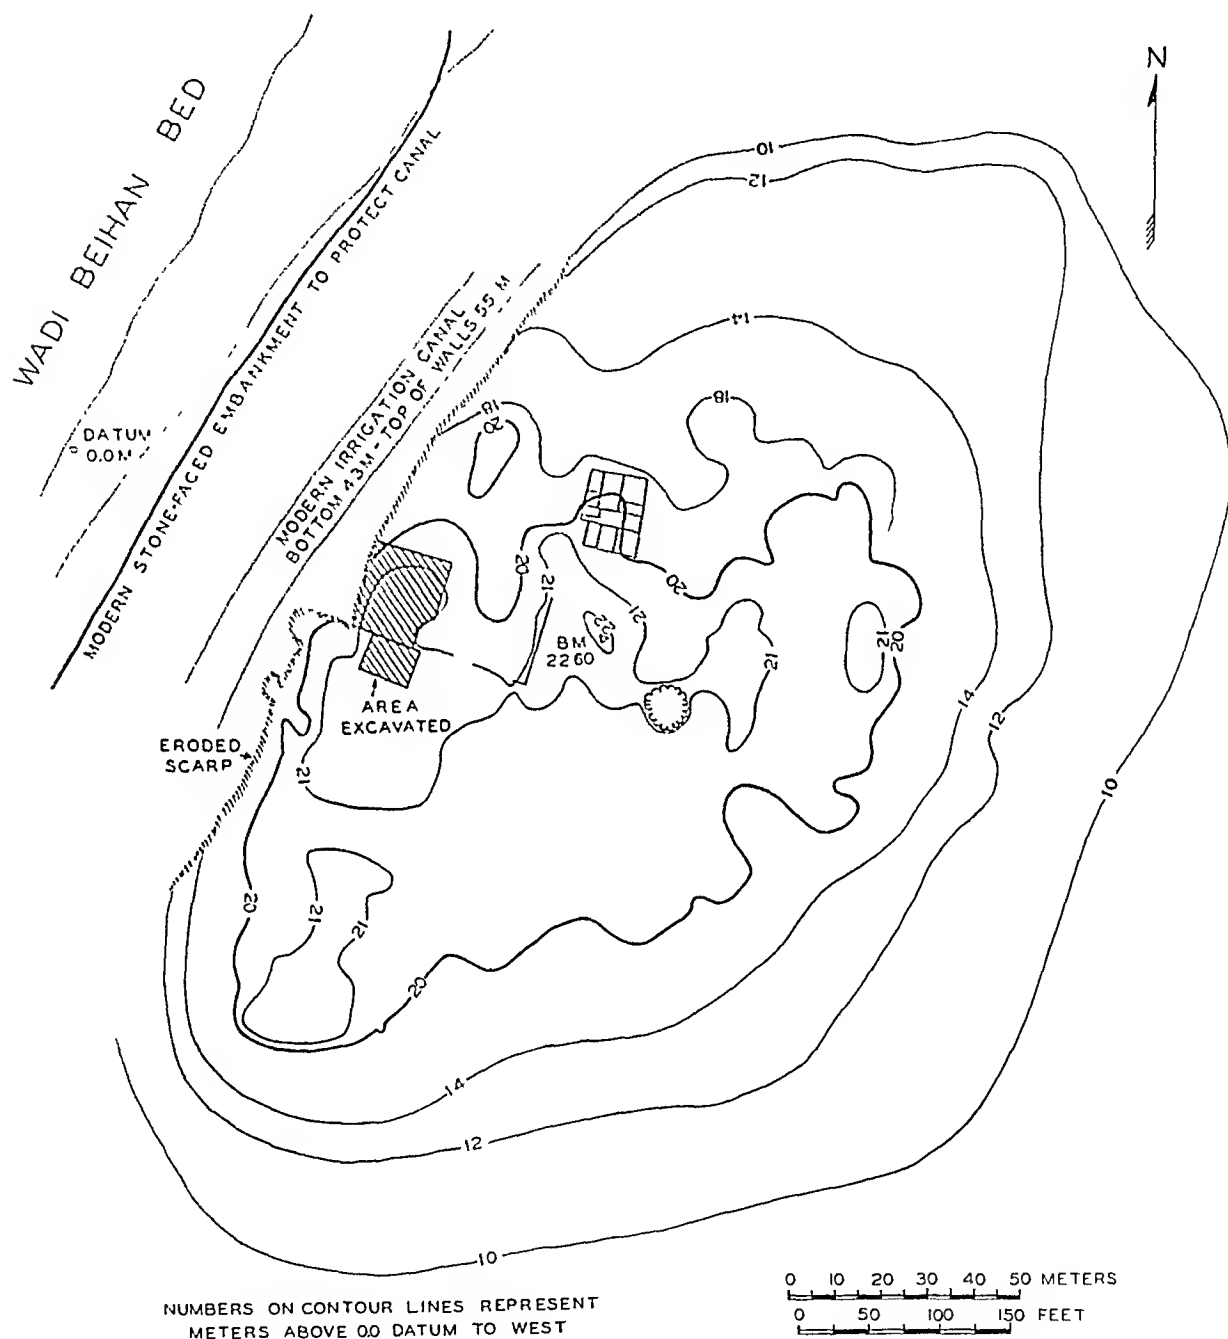 N
WADI BEIHAN BED
MODERN STONE-FACED EMBANKMENT TO PROTECT CANAL
MODERN IRRIGATION CANAL
BOTTOM 4.3 M - TOP OF WALLS 5.5 M
DATUM
0.0 M
10
12
14
18
18
20
20
21
20
21
BM
22.60
22
21
21
20
14
12
10
AREA
EXCAVATED
ERODED
SCARP
21
20
21
21
20
14
12
10
NUMBERS ON CONTOUR LINES REPRESENT
METERS ABOVE 0.0 DATUM TO WEST
0 10 20 30 40 50 METERS
0 50 100 150 FEET